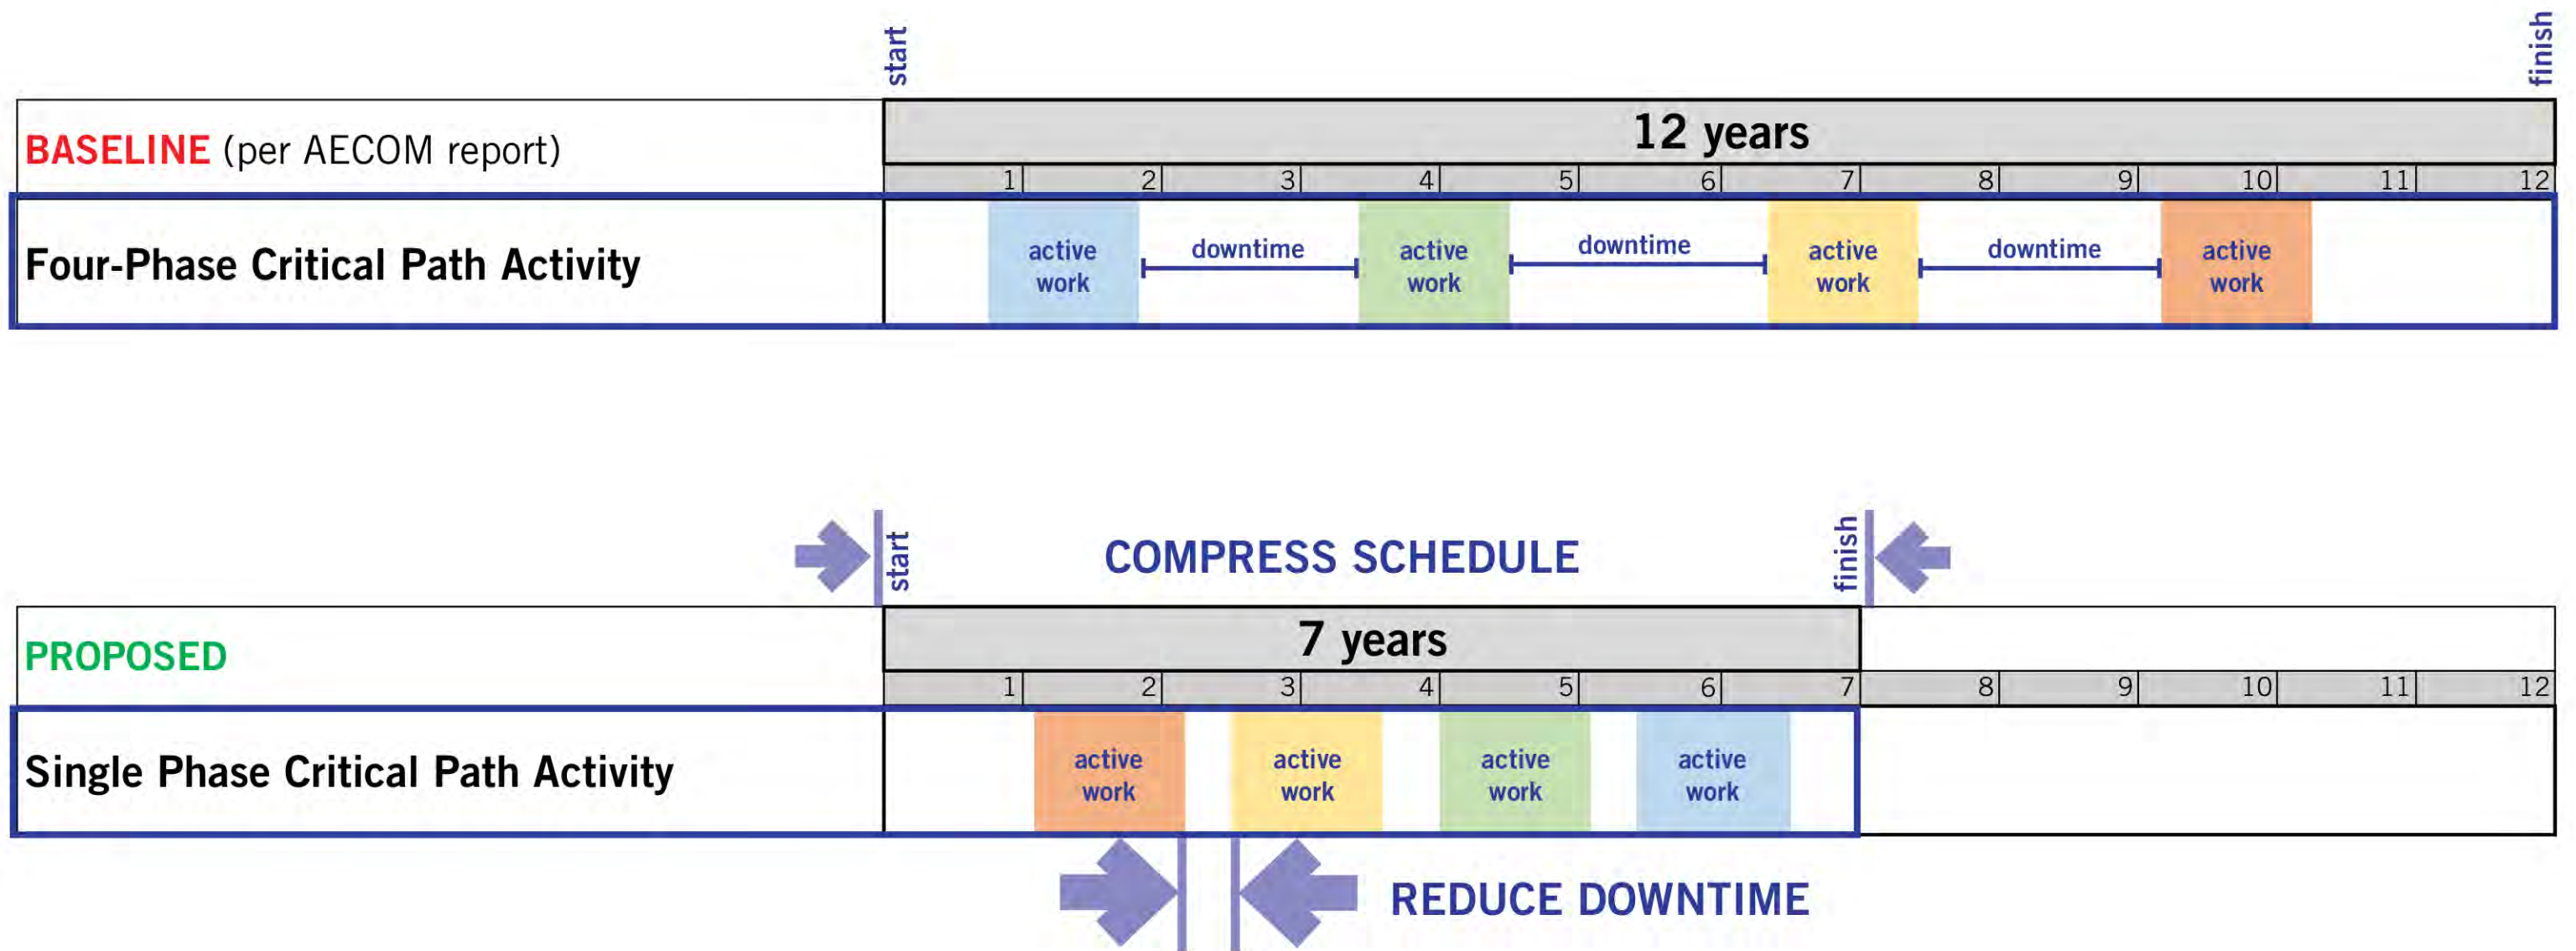 start
finish
BASELINE (per AECOM report)
12 years
1 2 3 4 5 6 7 8 9 10 11 12
Four-Phase Critical Path Activity
active
work
downtime
active
work
downtime
active
work
downtime
active
work
start
COMPRESS SCHEDULE
finish
PROPOSED
7 years
1 2 3 4 5 6 7 8 9 10 11 12
Single Phase Critical Path Activity
active
work
active
work
active
work
active
work
REDUCE DOWNTIME